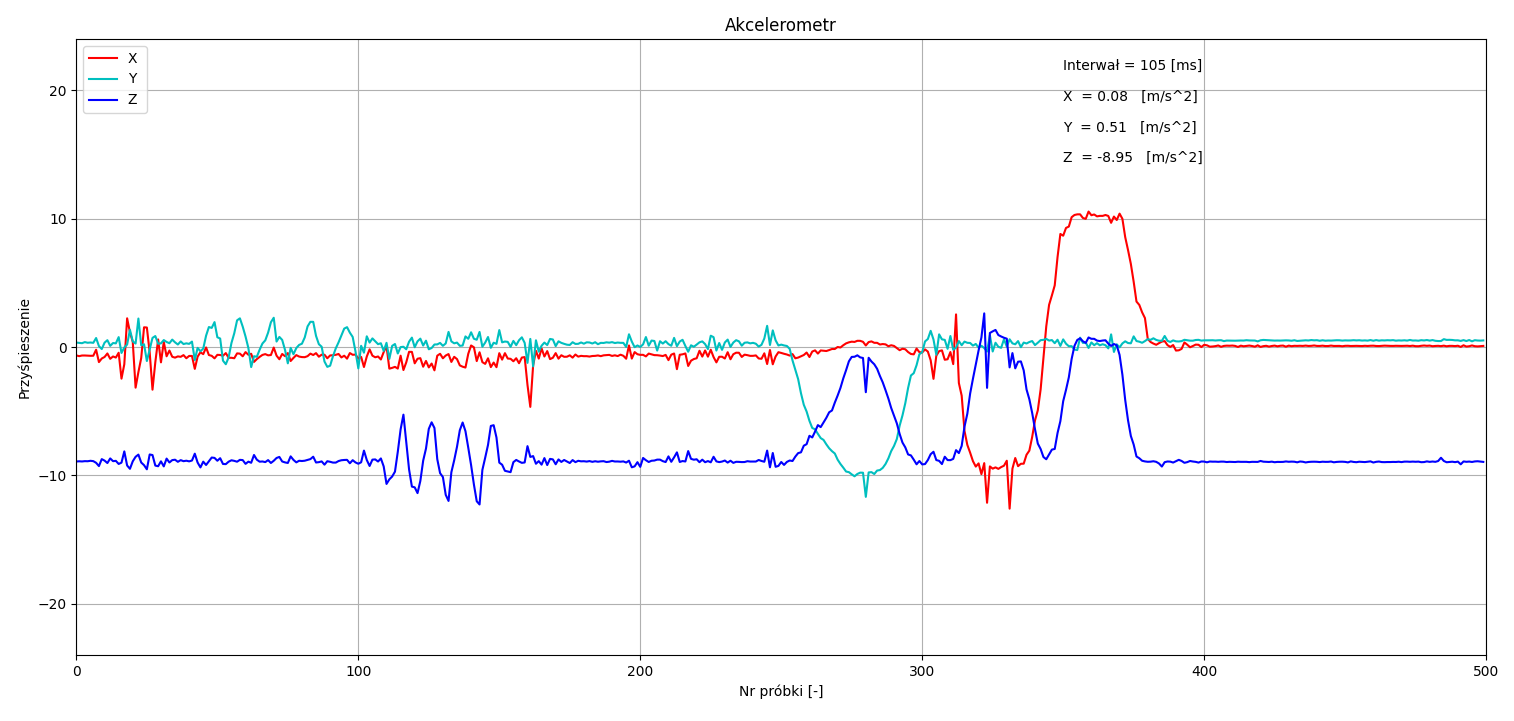 Akcelerometr
X
Y
Z
Interwał = 105 [ms]
X = 0.08 [m/s^2]
Y = 0.51 [m/s^2]
Z = -8.95 [m/s^2]
Przyśpieszenie
20
10
0
−10
−20
0 100 200 300 400 500
Nr próbki [-]